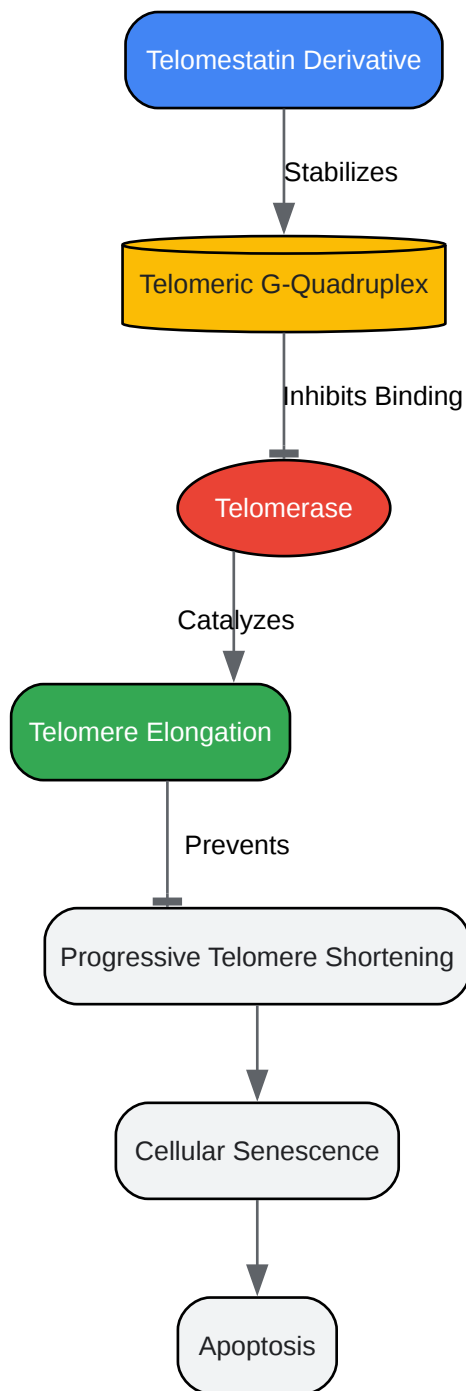 Telomestatin Derivative
Stabilizes
Telomeric G-Quadruplex
Inhibits Binding
Telomerase
Catalyzes
Telomere Elongation
Prevents
Progressive Telomere Shortening
Cellular Senescence
Apoptosis